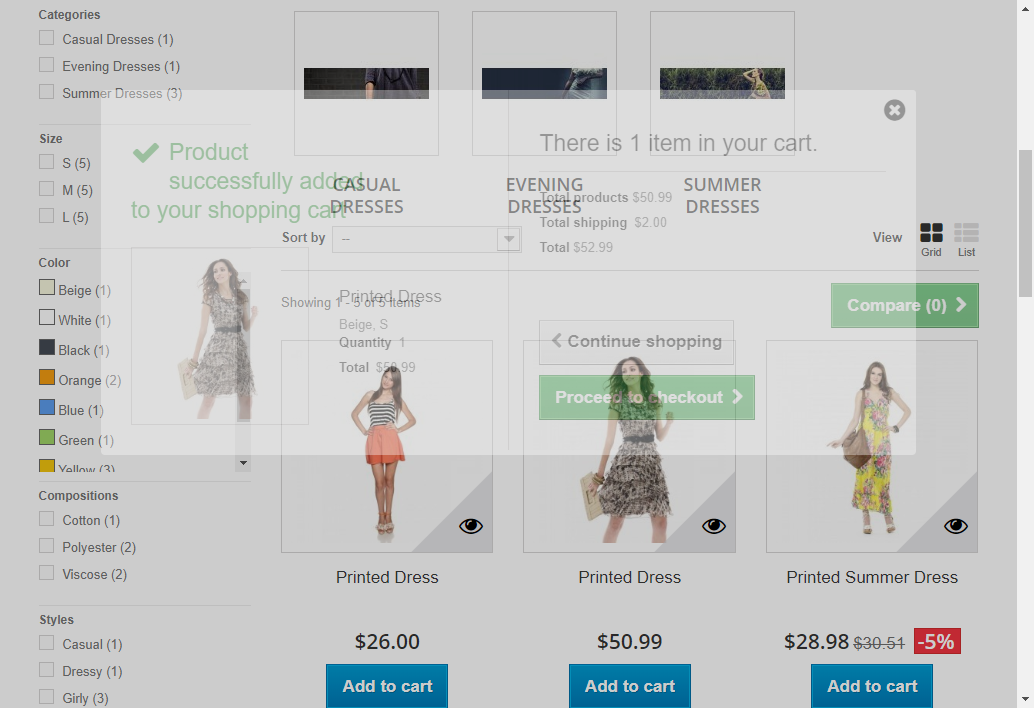 Categories
Casual Dresses (1)
Evening Dresses (1)
Summer Dresses (3)
Size
S (5)
M (5)
L (5)
Color
Beige (1)
White (1)
Black (1)
Orange (2)
Blue (1)
Green (1)
Yellow (3)
Compositions
Cotton (1)
Polyester (2)
Viscose (2)
Styles
Casual (1)
Dressy (1)
Girly (3)
Product
successfully added
to your shopping cart
Printed Dress
Beige, S
Quantity 1
Total $50.99
There is 1 item in your cart.
Total products $50.99
Total shipping $2.00
Total $52.99
Continue shopping
Proceed to checkout
CASUAL
DRESSES
EVENING
DRESSES
SUMMER
DRESSES
Sort by --
View
Grid
List
Showing 1 - 5 of 5 items
Compare (0)
Printed Dress
$26.00
Add to cart
Printed Dress
$50.99
Add to cart
Printed Summer Dress
$28.98 $30.51 -5%
Add to cart